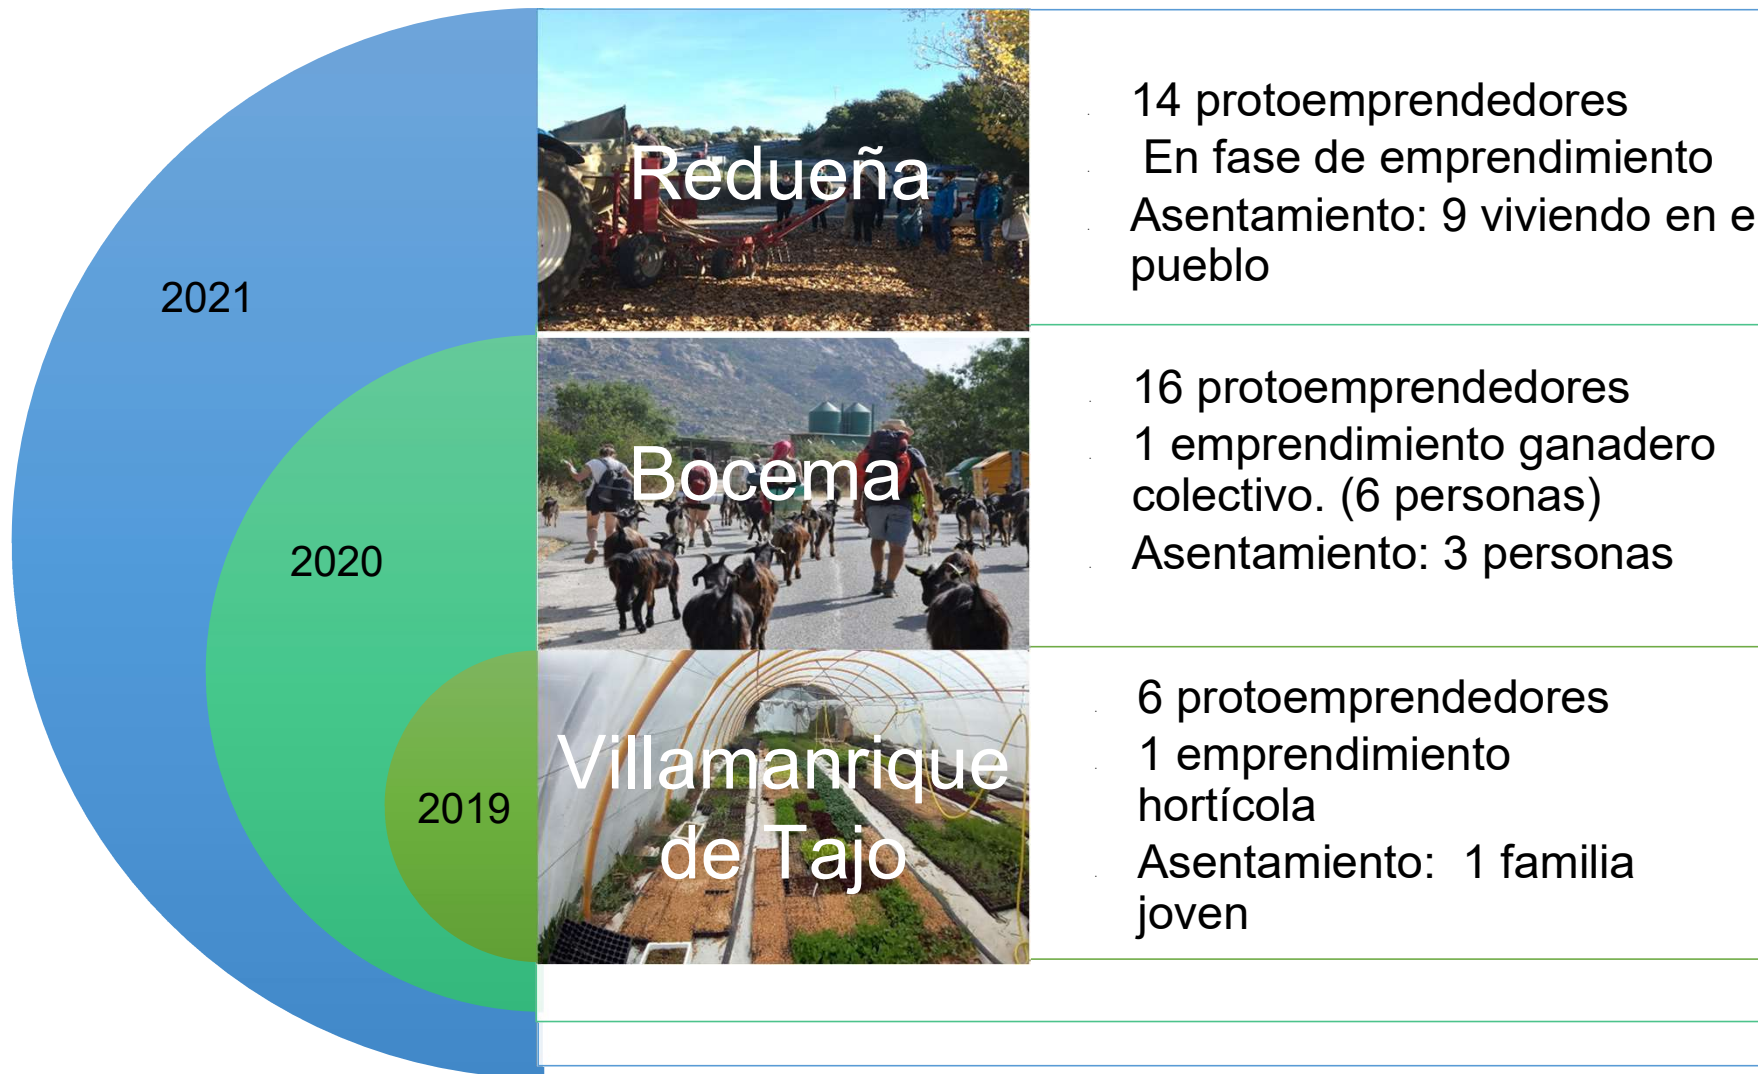 2021
Redueña
14 protoemprendedores
En fase de emprendimiento
Asentamiento: 9 viviendo en e
pueblo
2020
Bocema
16 protoemprendedores
1 emprendimiento ganadero
colectivo. (6 personas)
Asentamiento: 3 personas
2019
Villamanrique
de Tajo
6 protoemprendedores
1 emprendimiento
hortícola
Asentamiento:  1 familia
joven